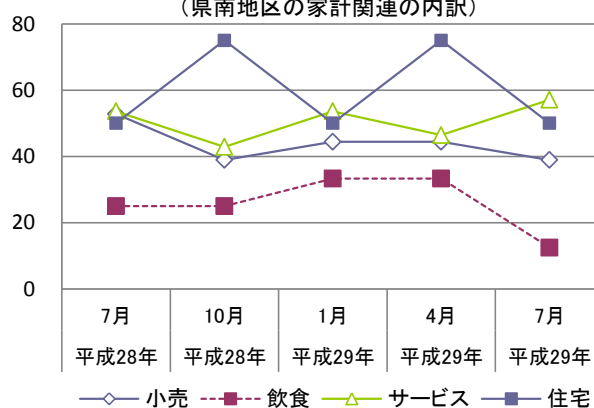 (県南地区の家計関連の内訳)
80
60
40
20
0
7月 10月 1月 4月 7月
平成28年 平成28年 平成29年 平成29年 平成29年
小売 飲食 サービス 住宅